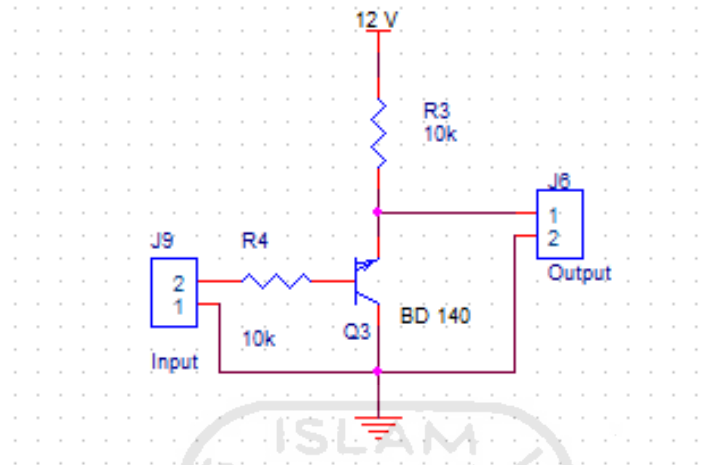 12 V
R3
10k
J6
1
2
Output
J9
R4
2
1
BD 140
Q3
10k
Input
ISLAM